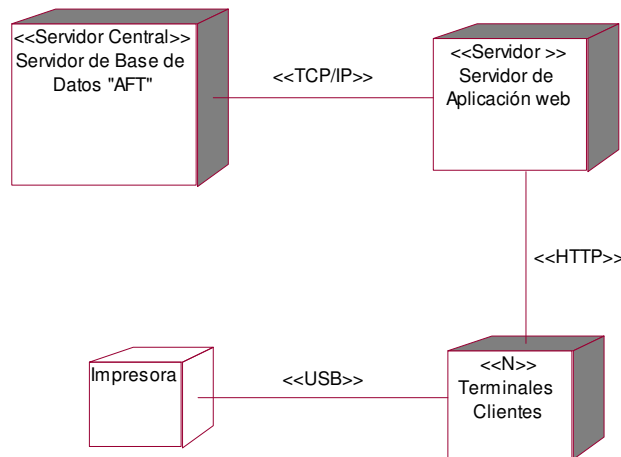 <<Servidor Central>>
Servidor de Base de
Datos "AFT"
<<TCP/IP>>
<<Servidor >>
Servidor de
Aplicación web
<<HTTP>>
Impresora
<<USB>>
<<N>>
Terminales
Clientes